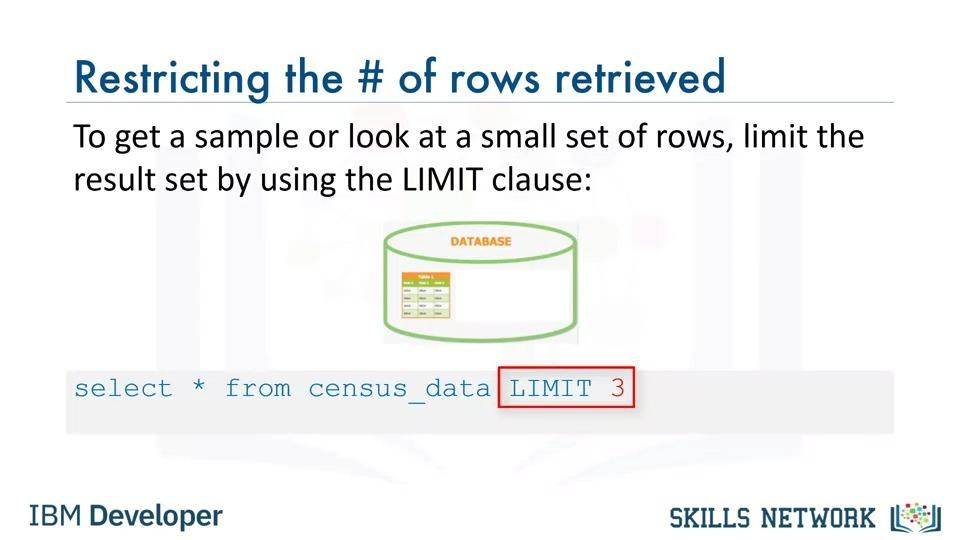 Restricting the # of rows retrieved
To get a sample or look at a small set of rows, limit the
result set by using the LIMIT clause:
DATABASE
select * from census_data LIMIT 3
IBM Developer
SKILLS NETWORK